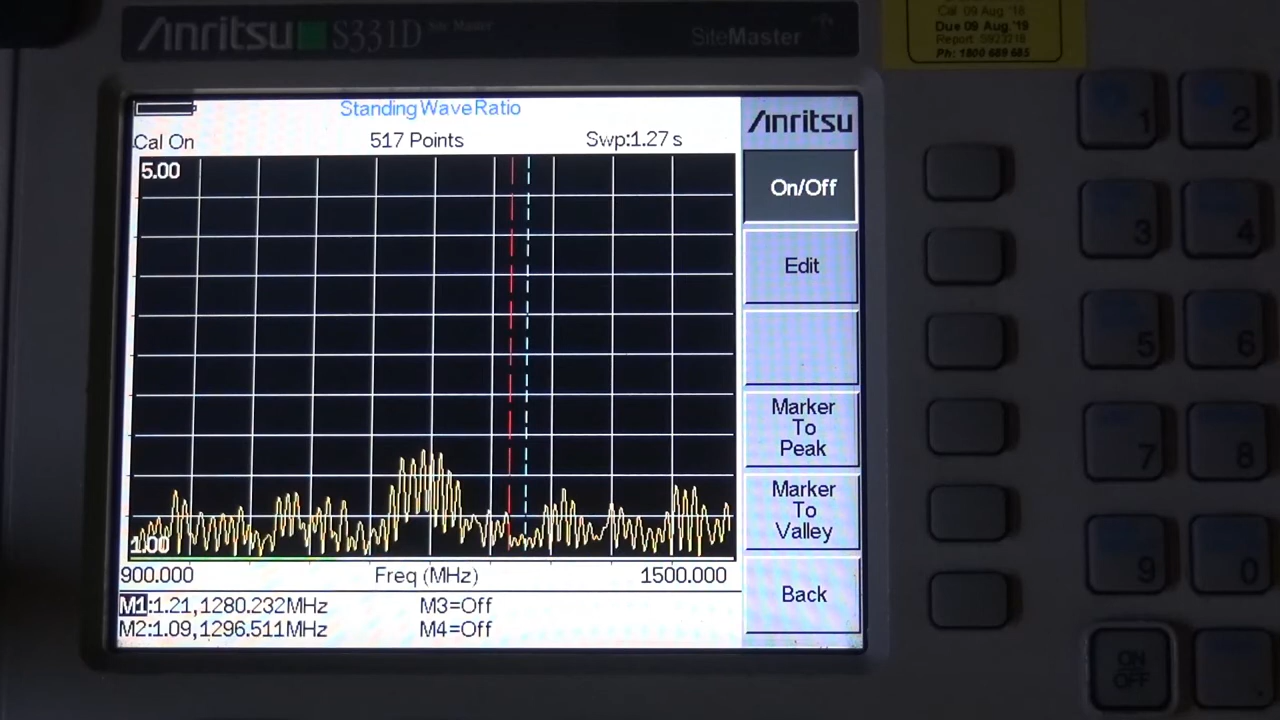 Anritsu S331D Site Master
SiteMaster
Cal 09 Aug '18
Due 09 Aug.'19
Ph: 1800 689 685
Standing Wave Ratio
Anritsu
Cal On
517 Points
Swp:1.27 s
5.00
1.00
900.000
Freq (MHz)
1500.000
M1:1.21,1280.232MHz
M3=Off
M2:1.09,1296.511MHz
M4=Off
On/Off
Edit
Marker
To
Peak
Marker
To
Valley
Back
1
2
3
4
5
6
7
8
9
0
ON
OFF